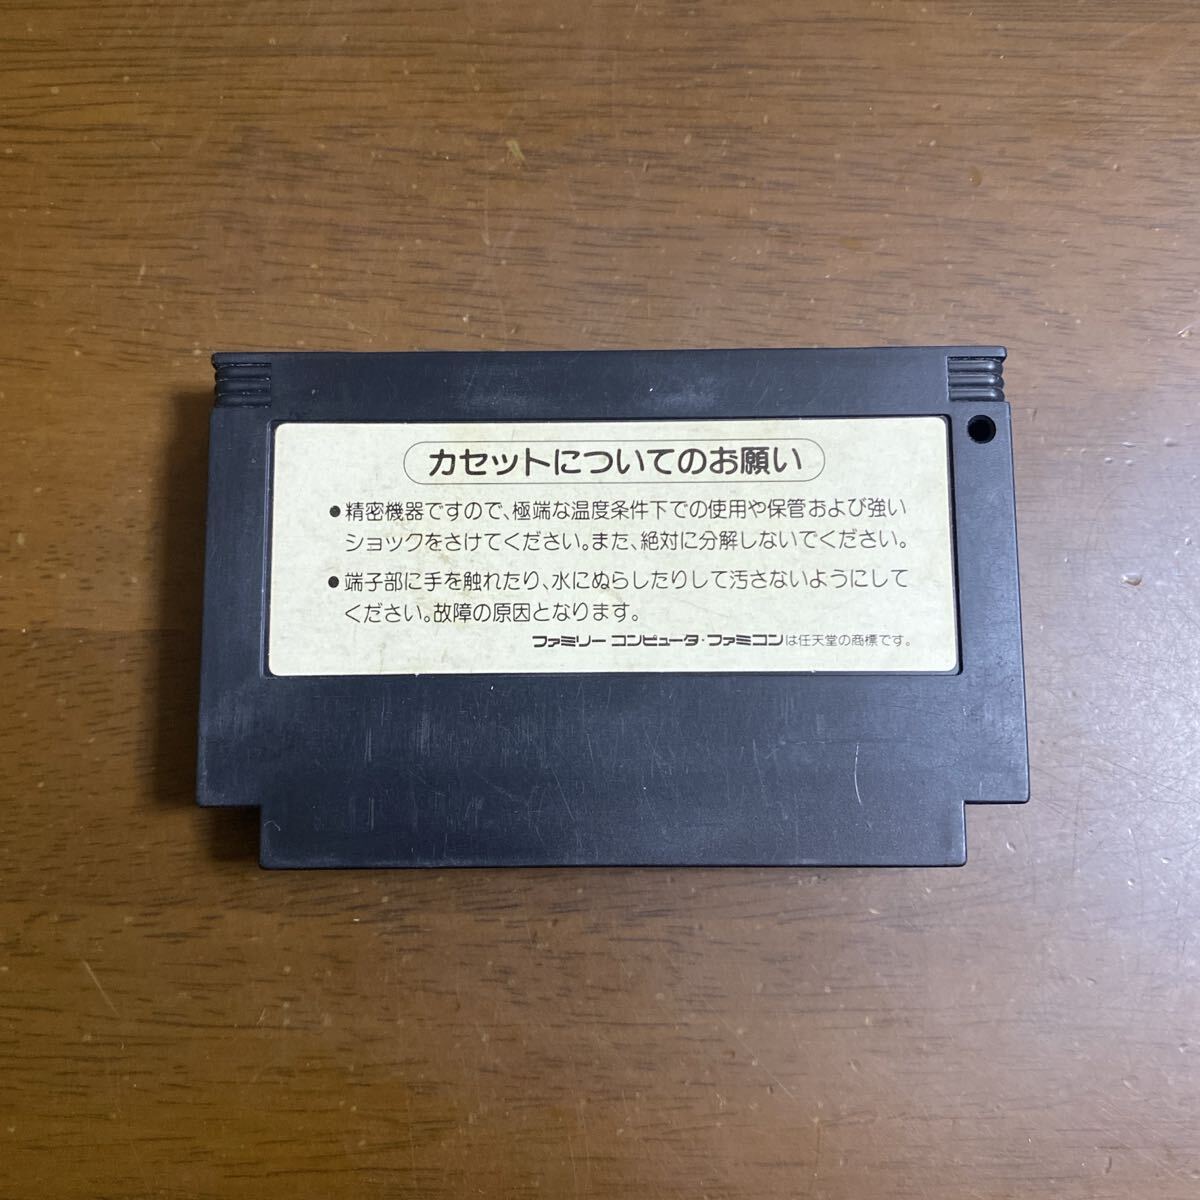 カセットについてのお願い
●精密機器ですので、極端な温度条件下での使用や保管および強い
ショックをさけてください。また、絶対に分解しないでください。
●端子部に手を触れたり、水にぬらしたりして汚さないようにして
ください。故障の原因となります。
ファミリー コンピュータ・ファミコンは任天堂の商標です。